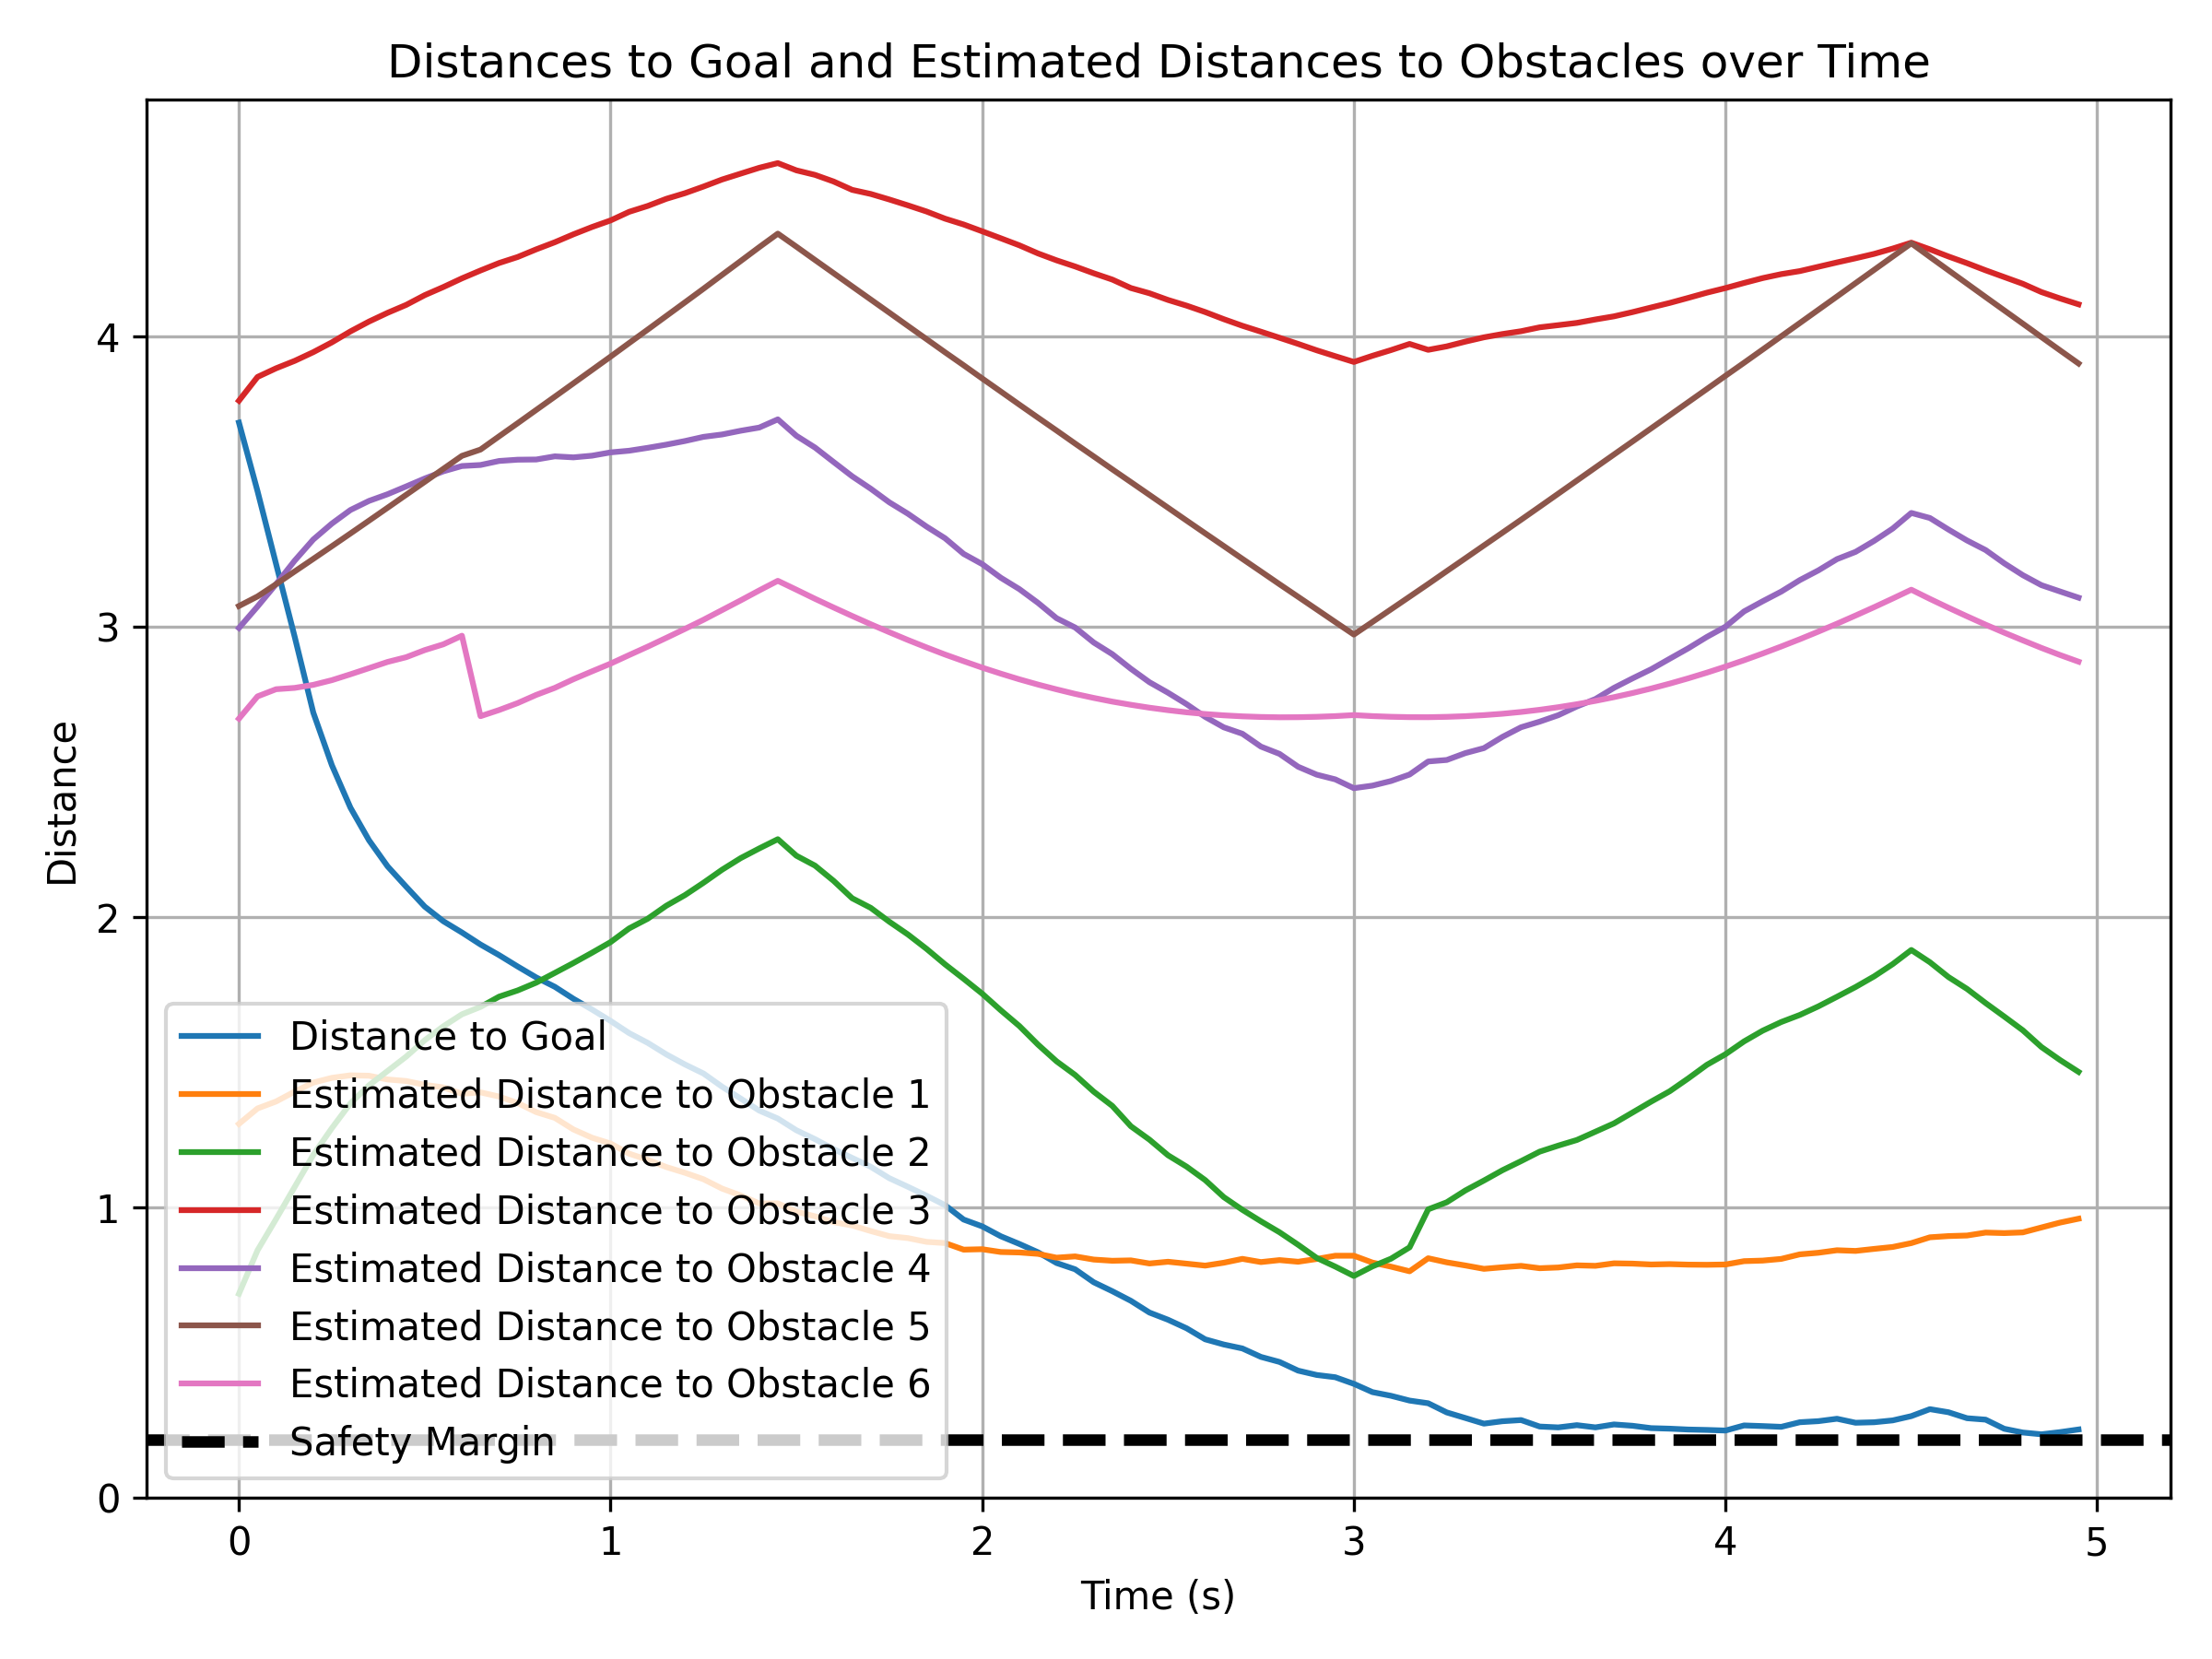 Distances to Goal and Estimated Distances to Obstacles over Time
Distance
4
3
2
1
0
Distance to Goal
Estimated Distance to Obstacle 1
Estimated Distance to Obstacle 2
Estimated Distance to Obstacle 3
Estimated Distance to Obstacle 4
Estimated Distance to Obstacle 5
Estimated Distance to Obstacle 6
Safety Margin
0 1 2 3 4 5
Time (s)